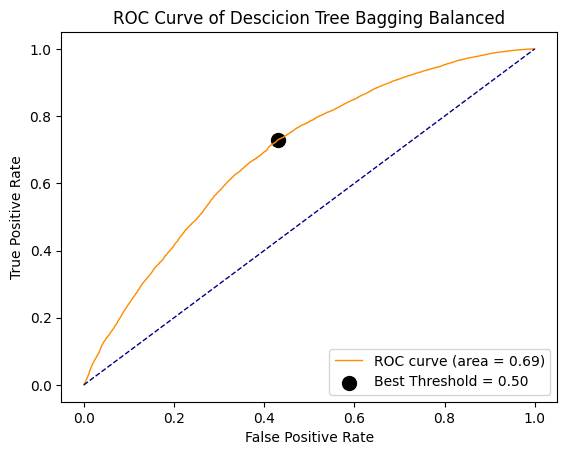 ROC Curve of Descicion Tree Bagging Balanced
True Positive Rate
1.0
0.8
0.6
0.4
0.2
0.0
ROC curve (area = 0.69)
Best Threshold = 0.50
0.0 0.2 0.4 0.6 0.8 1.0
False Positive Rate